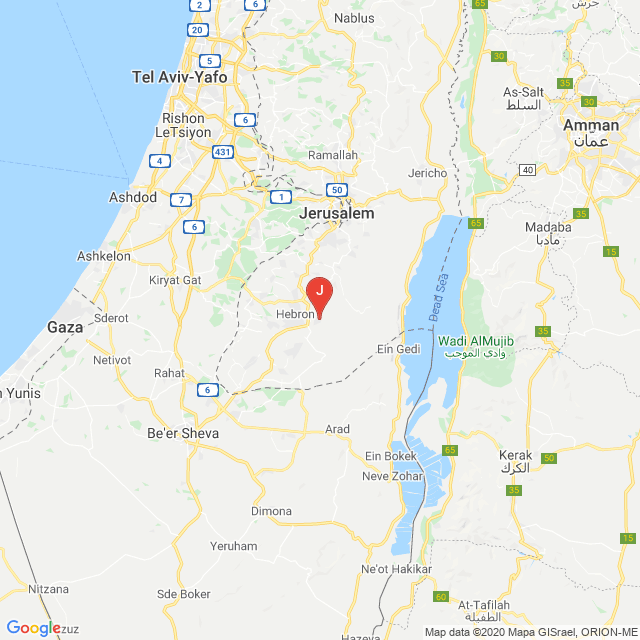 2
Nablus
65
جرش
20
Tel Aviv-Yafo
5
30
As-Salt
السلط
35
Rishon
LeTsiyon
6
30
Amman
عمان
4
431
Ramallah
Jericho
40
Ashdod
7
1
50
Jerusalem
65
Madaba
مأدبا
6
Ashkelon
35
Kiryat Gat
Dead Sea
J
Sderot
Gaza
Hebron
Wadi AlMujib
وادي الموجب
35
Netivot
Ein Gedi
Rahat
n Yunis
6
Be'er Sheva
Arad
Ein Bokek
65
Kerak
الكرك
50
Neve Zohar
35
Dimona
15
Yeruham
Ne'ot Hakikar
Nitzana
Sde Boker
60
At-Tafilah
الطفيلة
Google
zuz
Hazeva
Map data ©2020 Mapa GISrael, ORION-ME